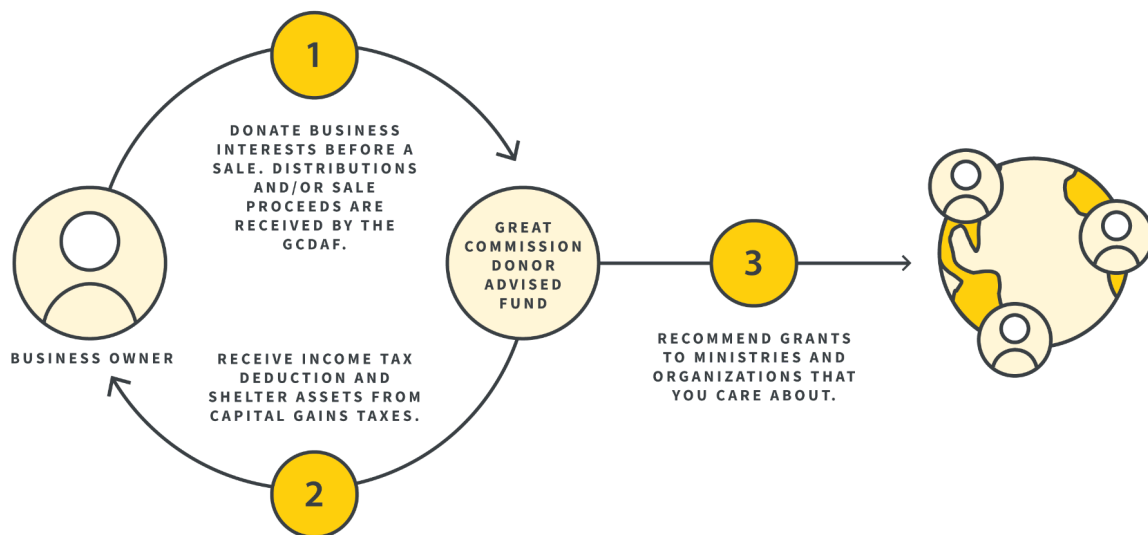 1
DONATE BUSINESS
INTERESTS BEFORE A
SALE. DISTRIBUTIONS
AND/OR SALE
PROCEEDS ARE
RECEIVED BY THE
GCDAF.
BUSINESS OWNER
GREAT
COMMISSION
DONOR
ADVISED
FUND
RECEIVE INCOME TAX
DEDUCTION AND
SHELTER ASSETS FROM
CAPITAL GAINS TAXES.
2
3
RECOMMEND GRANTS
TO MINISTRIES AND
ORGANIZATIONS THAT
YOU CARE ABOUT.